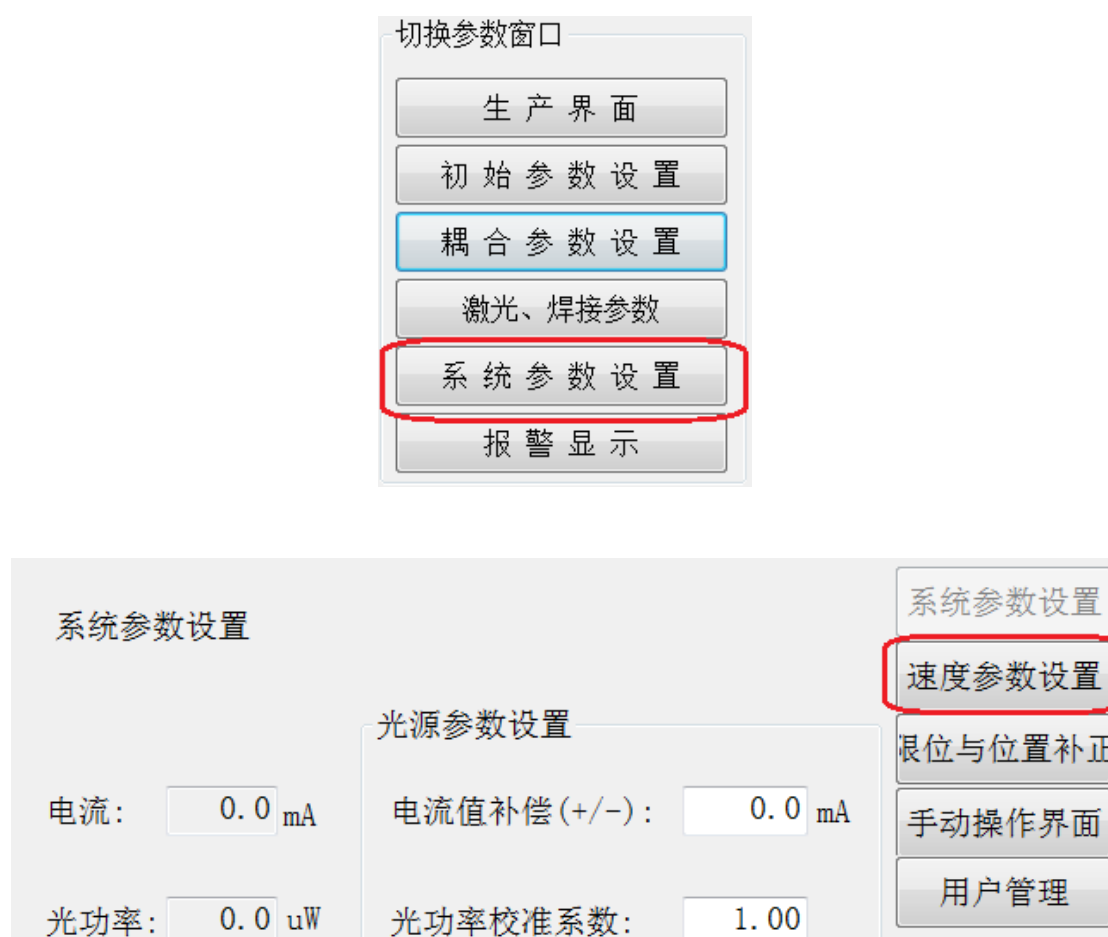 切换参数窗口
生产界面
初始参数设置
耦合参数设置
激光、焊接参数
系统参数设置
报警显示
系统参数设置
系统参数设置
速度参数设置
光源参数设置
限位与位置补正
电流: 0.0 mA 电流值补偿(+/-): 0.0 mA
手动操作界面
用户管理
光功率: 0.0 uW 光功率校准系数: 1.00